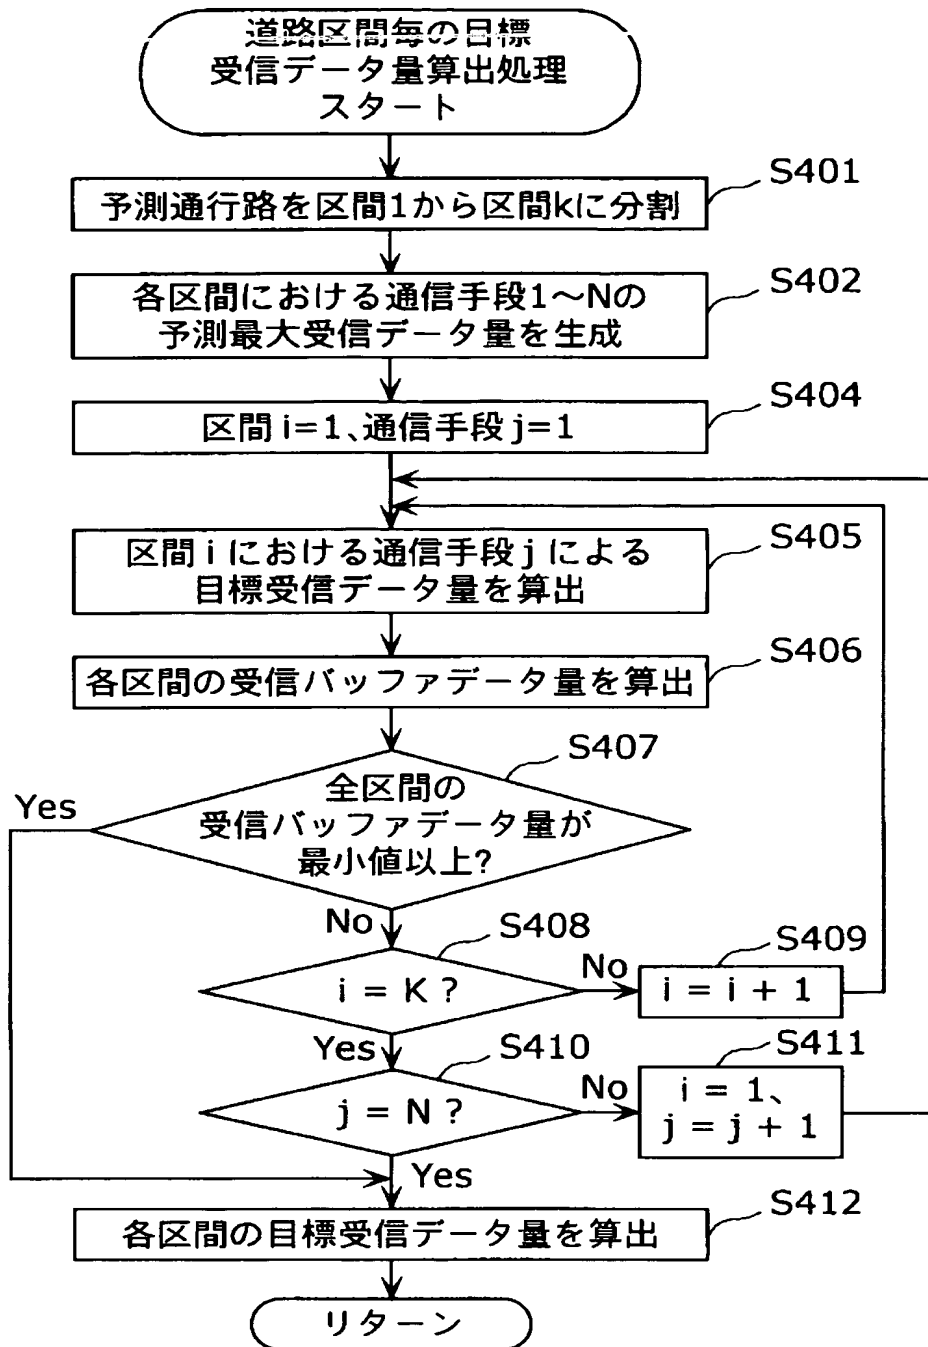 道路区間毎の目標
受信データ量算出処理
スタート
S401
予測通行路を区間1から区間kに分割
S402
各区間における通信手段1～Nの
予測最大受信データ量を生成
S404
区間i=1、通信手段j=1
S405
区間iにおける通信手段jによる
目標受信データ量を算出
S406
各区間の受信バッファデータ量を算出
S407
全区間の
受信バッファデータ量が
最小値以上?
Yes
No
S408
i = K ?
No
S409
i = i + 1
Yes
S410
j = N ?
No
S411
i = 1、
j = j + 1
Yes
S412
各区間の目標受信データ量を算出
リターン